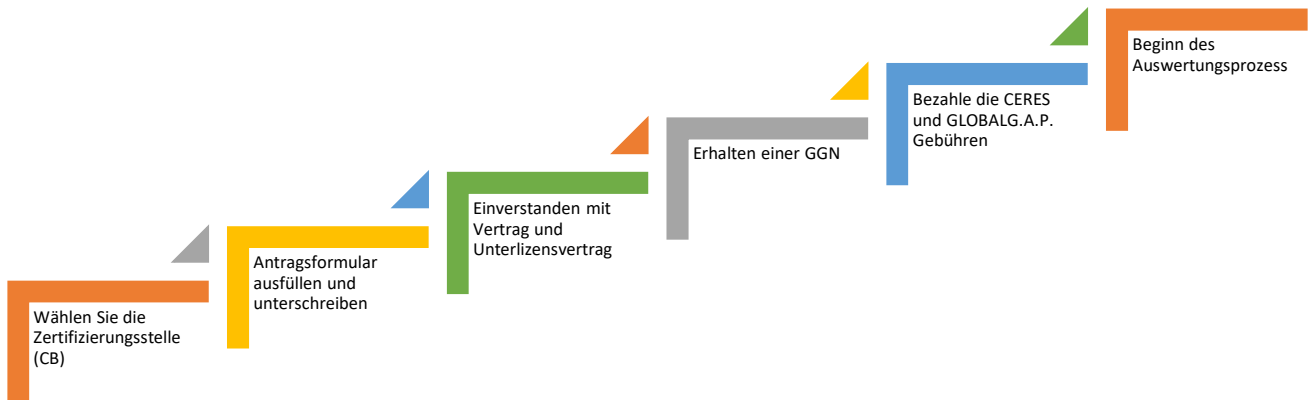 Wählen Sie die
Zertifizierungsstelle
(CB)
Antragsformular
ausfüllen und
unterschreiben
Einverstanden mit
Vertrag und
Unterlizensvertrag
Erhalten einer GGN
Bezahle die CERES
und GLOBALG.A.P.
Gebühren
Beginn des
Auswertungsprozess